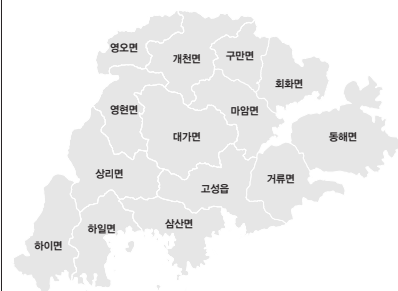 영오면
개천면
구만면
회화면
영현면
대가면
마암면
동해면
상리면
고성읍
거류면
하이면
하일면
삼산면